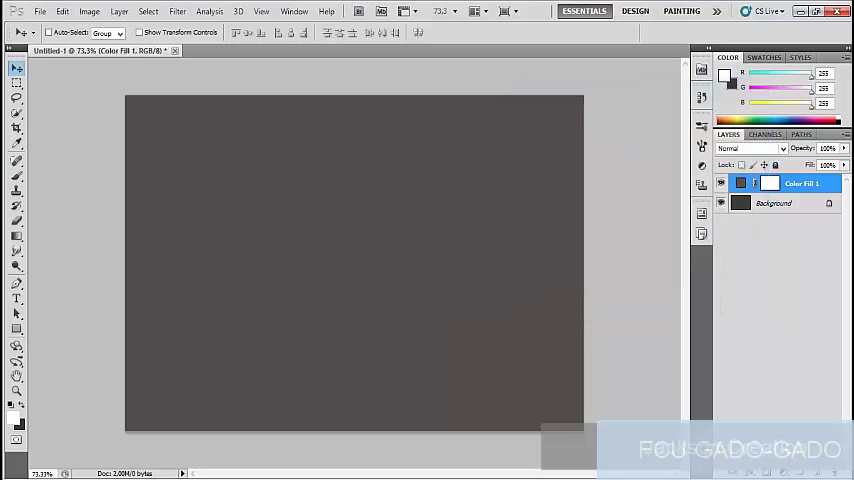 Ps File Edit Image Layer Select Filter Analysis 3D View Window Help Br Mb 73,3 ESSENTIALS DESIGN PAINTING CS Live
Auto-Select: Group Show Transform Controls
Untitled-1 @ 73,3% (Color Fill 1, RGB/8) *
COLOR SWATCHES STYLES
R 255
G 255
B 255
LAYERS CHANNELS PATHS
Normal Opacity: 100%
Lock: Fill: 100%
Color Fill 1
Background
FCU GADO-GADO
73.33% Doc: 2.00M/0 bytes